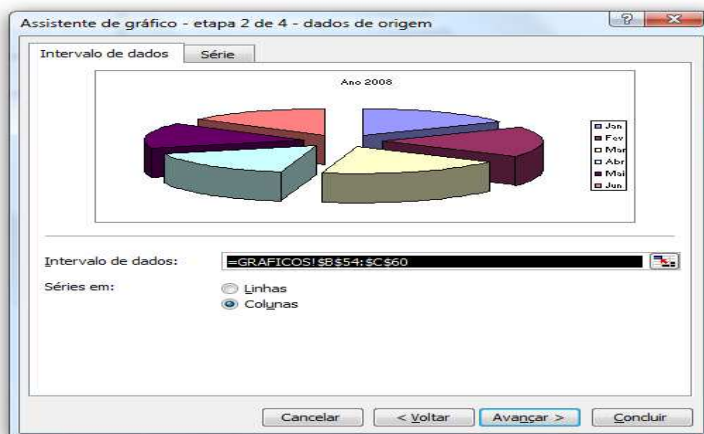 Assistente de gráfico - etapa 2 de 4 - dados de origem
Intervalo de dados
Série
Ano 2008
Jan
Fev
Mar
Abr
Mai
Jun
Intervalo de dados:
=GRAFICOS!$B$54:$C$60
Séries em:
Linhas
Colunas
Cancelar
< Voltar
Avançar >
Concluir